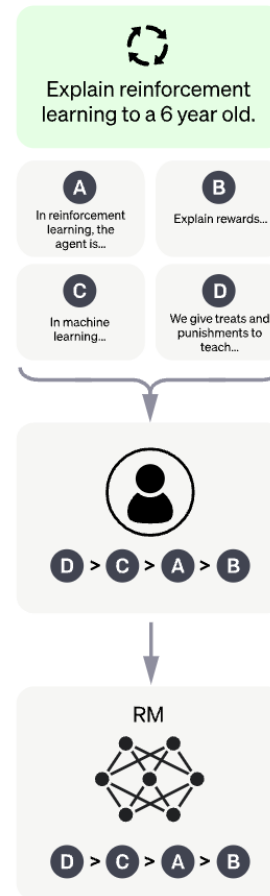 Explain reinforcement
learning to a 6 year old.
A
In reinforcement
learning, the
agent is...
B
Explain rewards...
C
In machine
learning...
D
We give treats and
punishments to
teach...
D > C > A > B
RM
D > C > A > B